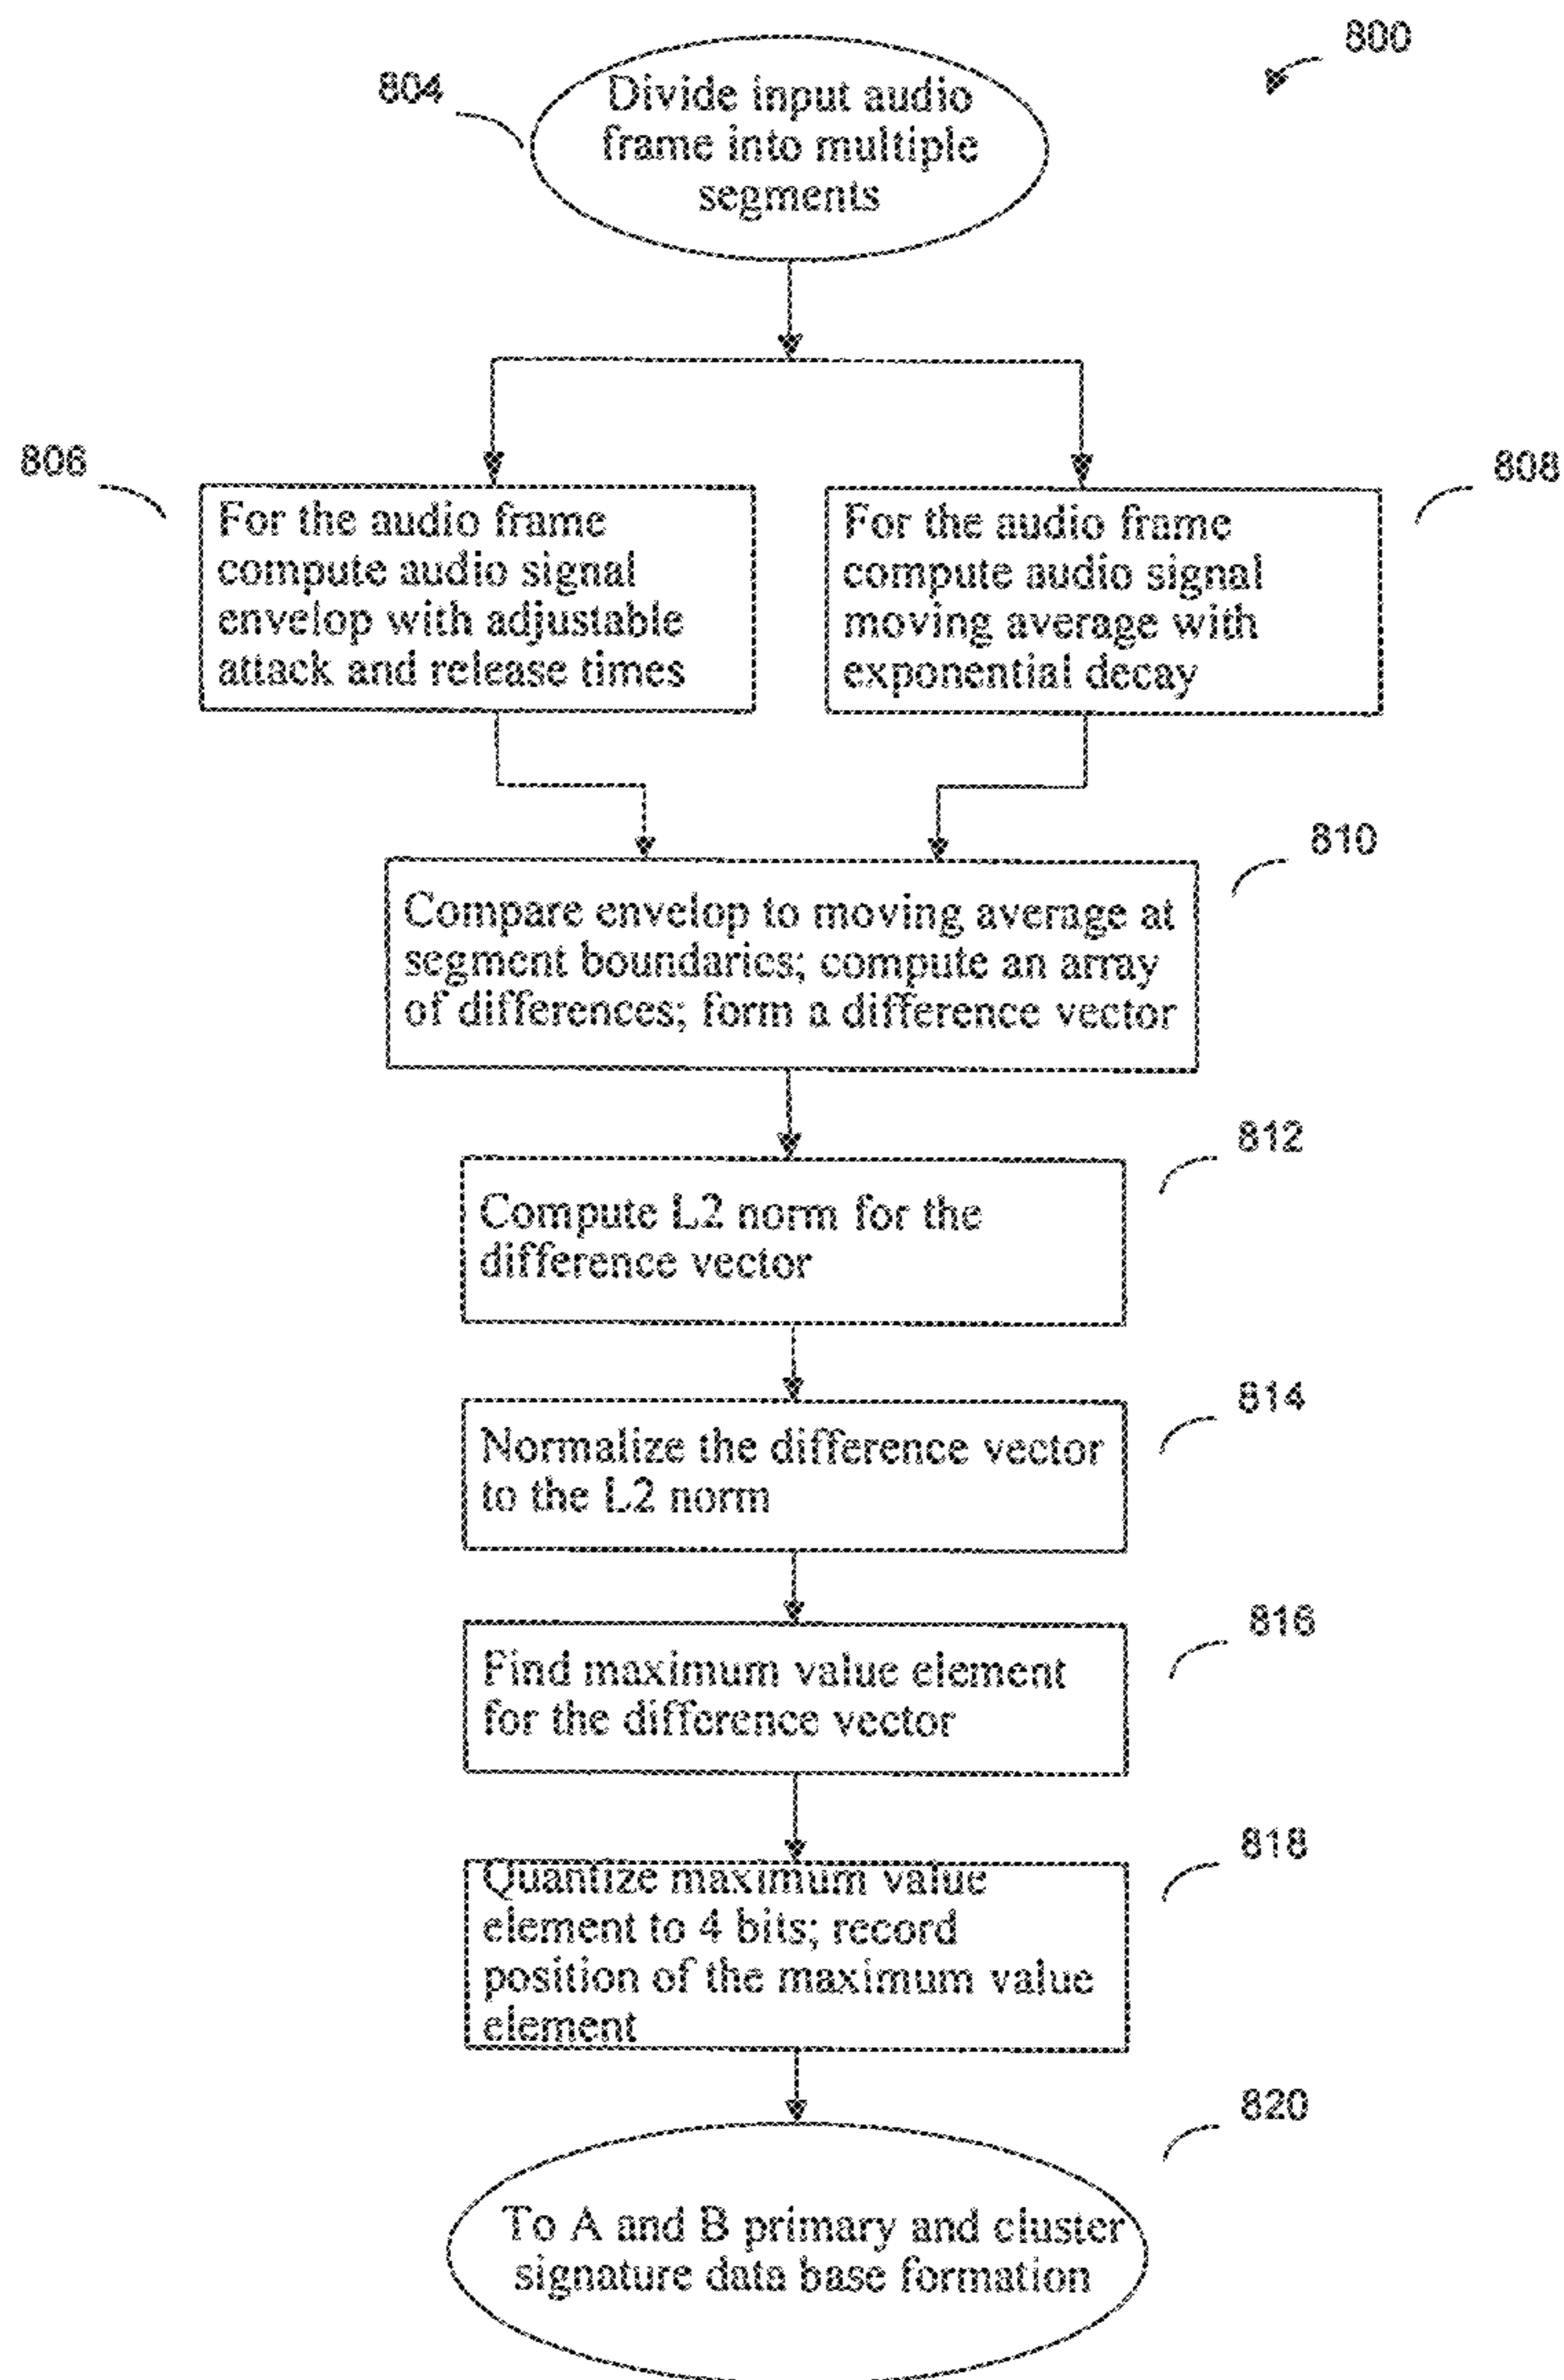 800
804
Divide input audio
frame into multiple
segments
806
For the audio frame
compute audio signal
envelop with adjustable
attack and release times
808
For the audio frame
compute audio signal
moving average with
exponential decay
810
Compare envelop to moving average at
segment boundaries; compute an array
of differences; form a difference vector
812
Compute L2 norm for the
difference vector
814
Normalize the difference vector
to the L2 norm
816
Find maximum value element
for the difference vector
818
Quantize maximum value
element to 4 bits; record
position of the maximum value
element
820
To A and B primary and cluster
signature data base formation